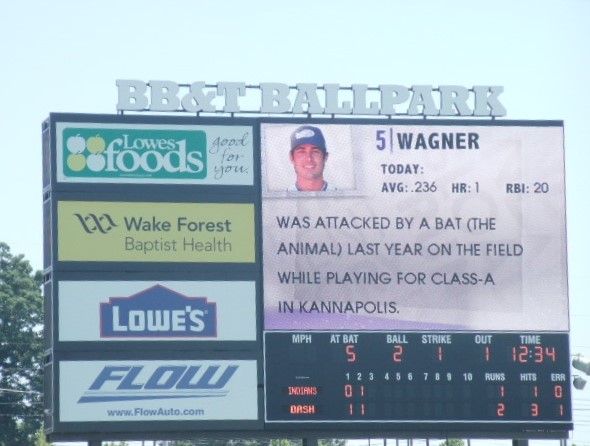 BB&T BALLPARK
Lowes
foods
good
for
you.
Wake Forest
Baptist Health
LOWE'S
FLOW
www.FlowAuto.com
5 | WAGNER
TODAY:
AVG: .236 HR: 1 RBI: 20
WAS ATTACKED BY A BAT (THE
ANIMAL) LAST YEAR ON THE FIELD
WHILE PLAYING FOR CLASS-A
IN KANNAPOLIS.
MPH AT BAT BALL STRIKE OUT TIME
5 2 1 1 12:34
1 2 3 4 5 6 7 8 9 10 RUNS HITS ERR
INDIANS 0 1 1 1 0
DASH 1 1 2 3 1